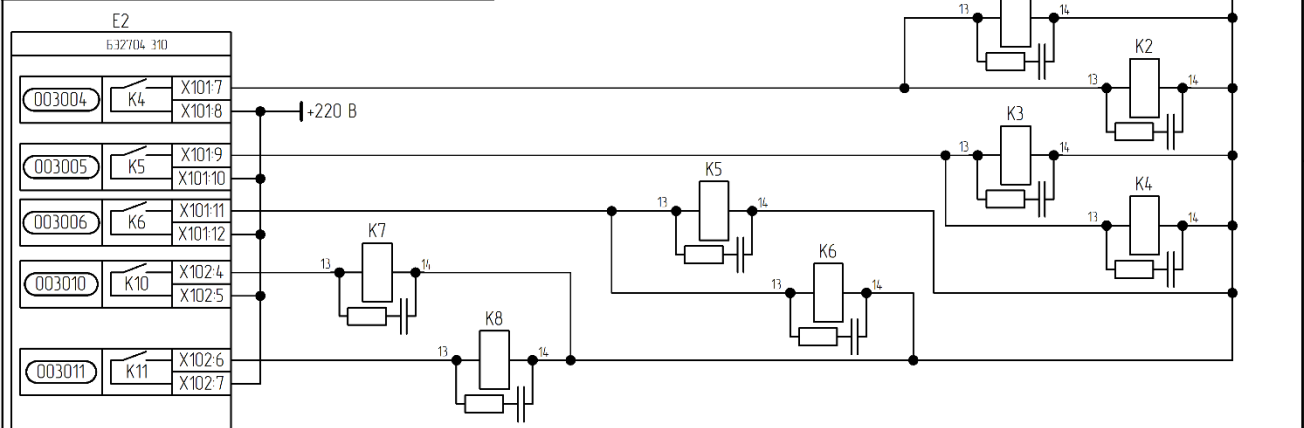 E2
Б32704 310
13
14
K2
003004
K4
X101:7
X101:8
+220 В
13
14
K3
003005
K5
X101:9
X101:10
13
14
K5
K4
003006
K6
X101:11
X101:12
13
14
13
14
K7
K6
003010
K10
X102:4
X102:5
13
14
13
14
K8
003011
K11
X102:6
X102:7
13
14